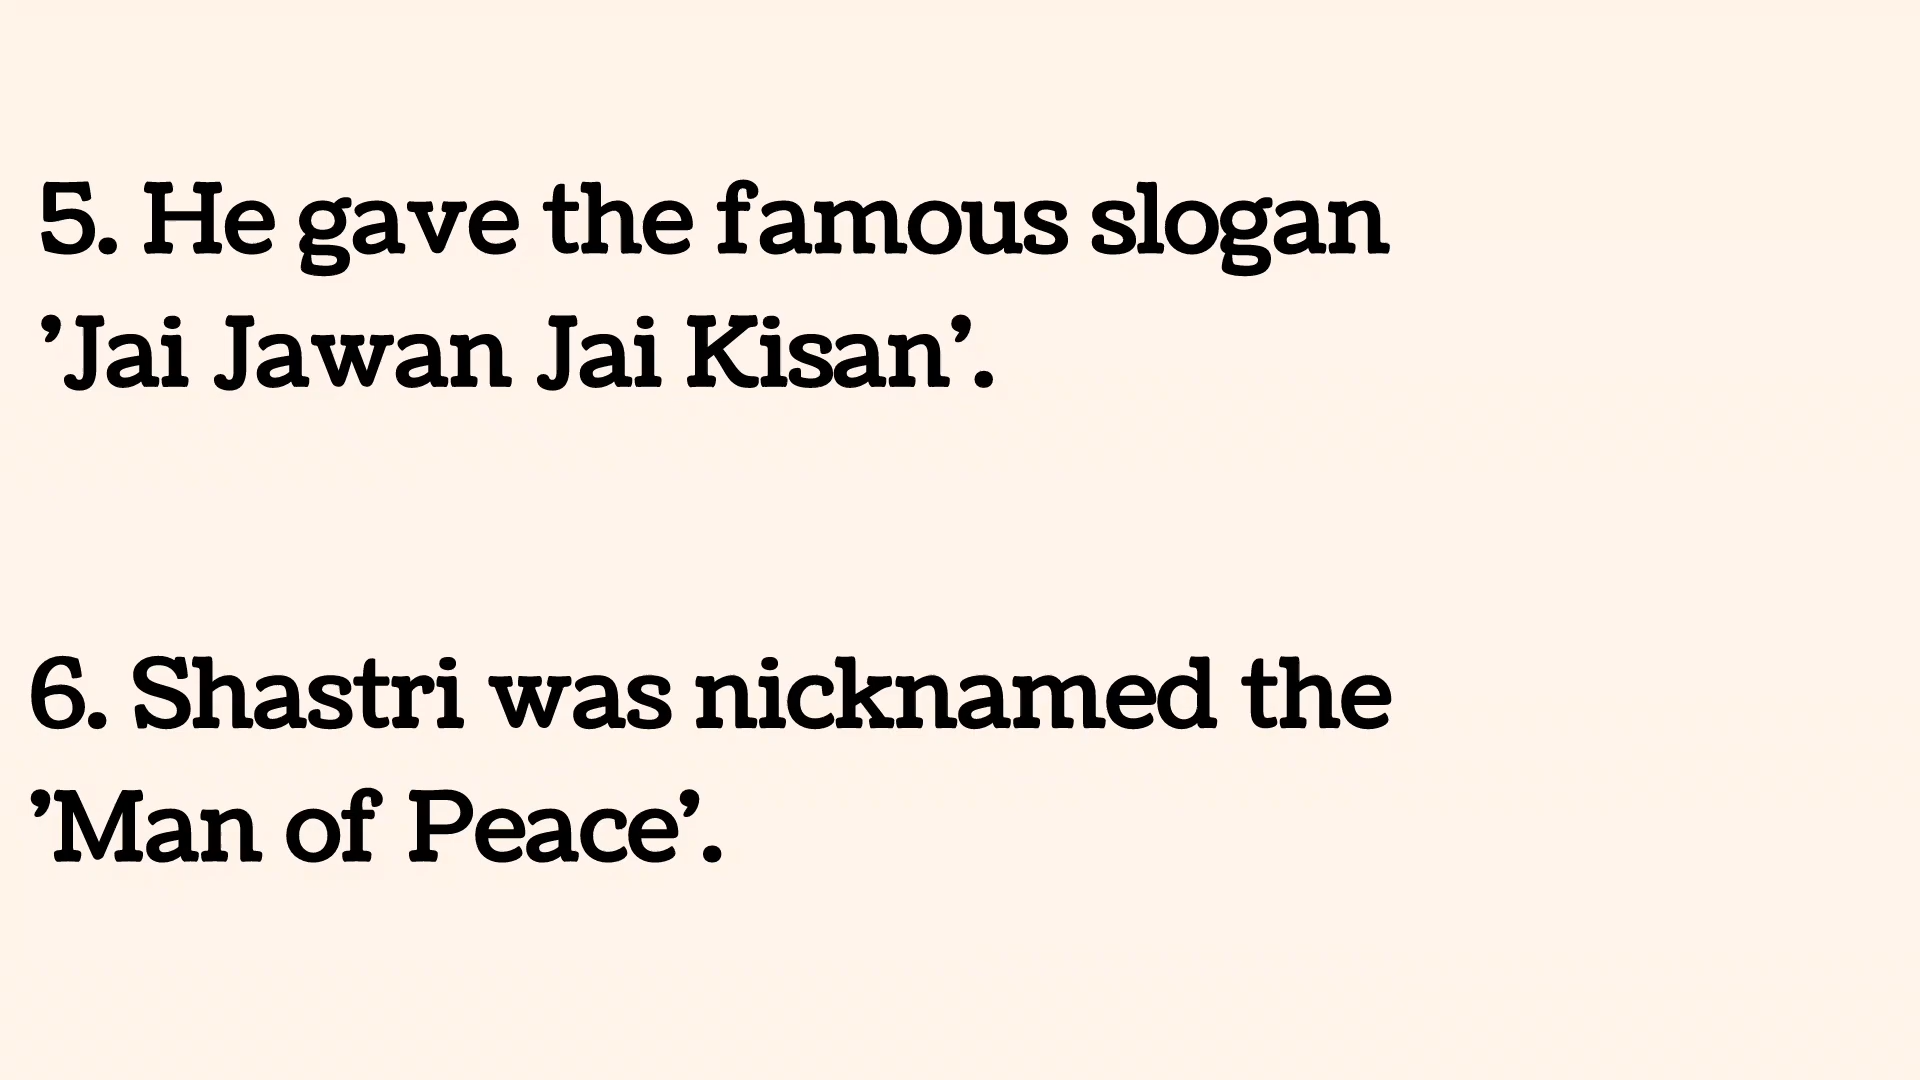 5. He gave the famous slogan
’Jai Jawan Jai Kisan’.
6. Shastri was nicknamed the
’Man of Peace’.